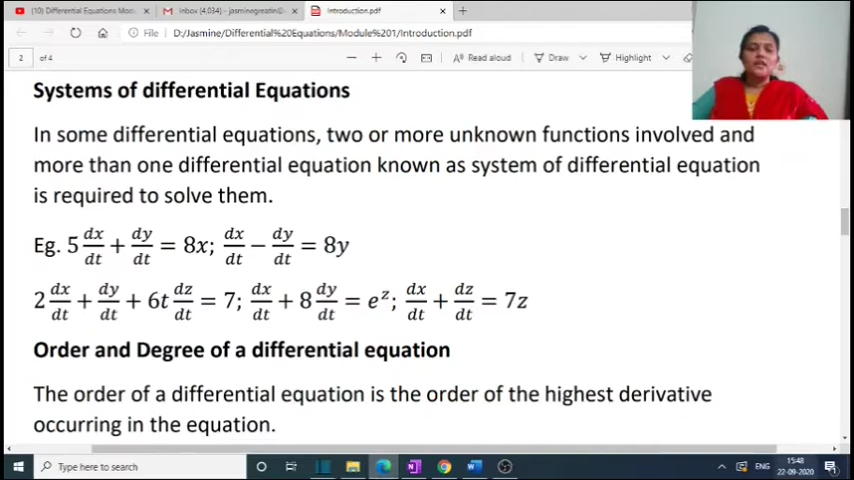 (10) Differential Equations Mod
Inbox (4,034) - jasminegreatin@
Introduction.pdf
File
D:/Jasmine/Differential%20Equations/Module%201/Introduction.pdf
2 of 4
Read aloud
Draw
Highlight
Systems of differential Equations
In some differential equations, two or more unknown functions involved and
more than one differential equation known as system of differential equation
is required to solve them.
Eg. 5 dx/dt + dy/dt = 8x; dx/dt − dy/dt = 8y
2 dx/dt + dy/dt + 6t dz/dt = 7; dx/dt + 8 dy/dt = e^z; dx/dt + dz/dt = 7z
Order and Degree of a differential equation
The order of a differential equation is the order of the highest derivative
occurring in the equation.
Type here to search
ENG
15:48
22-09-2020